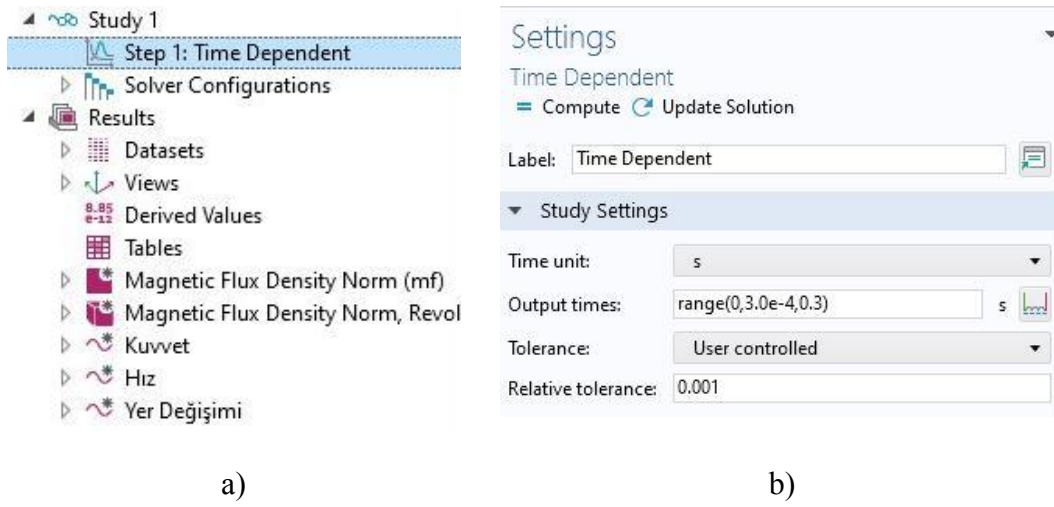 Study 1
Step 1: Time Dependent
Solver Configurations
Results
Datasets
Views
8.85
e-12
Derived Values
Tables
Magnetic Flux Density Norm (mf)
Magnetic Flux Density Norm, Revol
Kuvvet
Hız
Yer Değişimi
a)
Settings
Time Dependent
= Compute Update Solution
Label: Time Dependent
Study Settings
Time unit: s
Output times: range(0,3.0e-4,0.3) s
Tolerance: User controlled
Relative tolerance: 0.001
b)